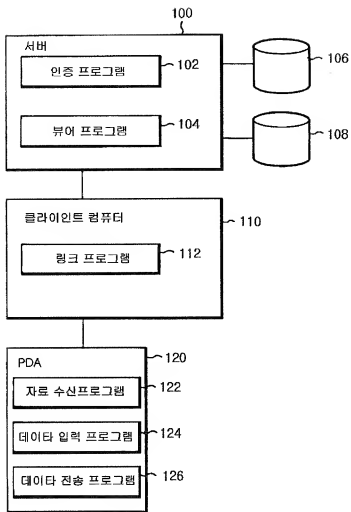 100
서버
인증 프로그램
102
106
뷰어 프로그램
104
108
클라이언트 컴퓨터
110
링크 프로그램
112
PDA
120
자료 수신프로그램
122
데이타 입력 프로그램
124
데이타 전송 프로그램
126